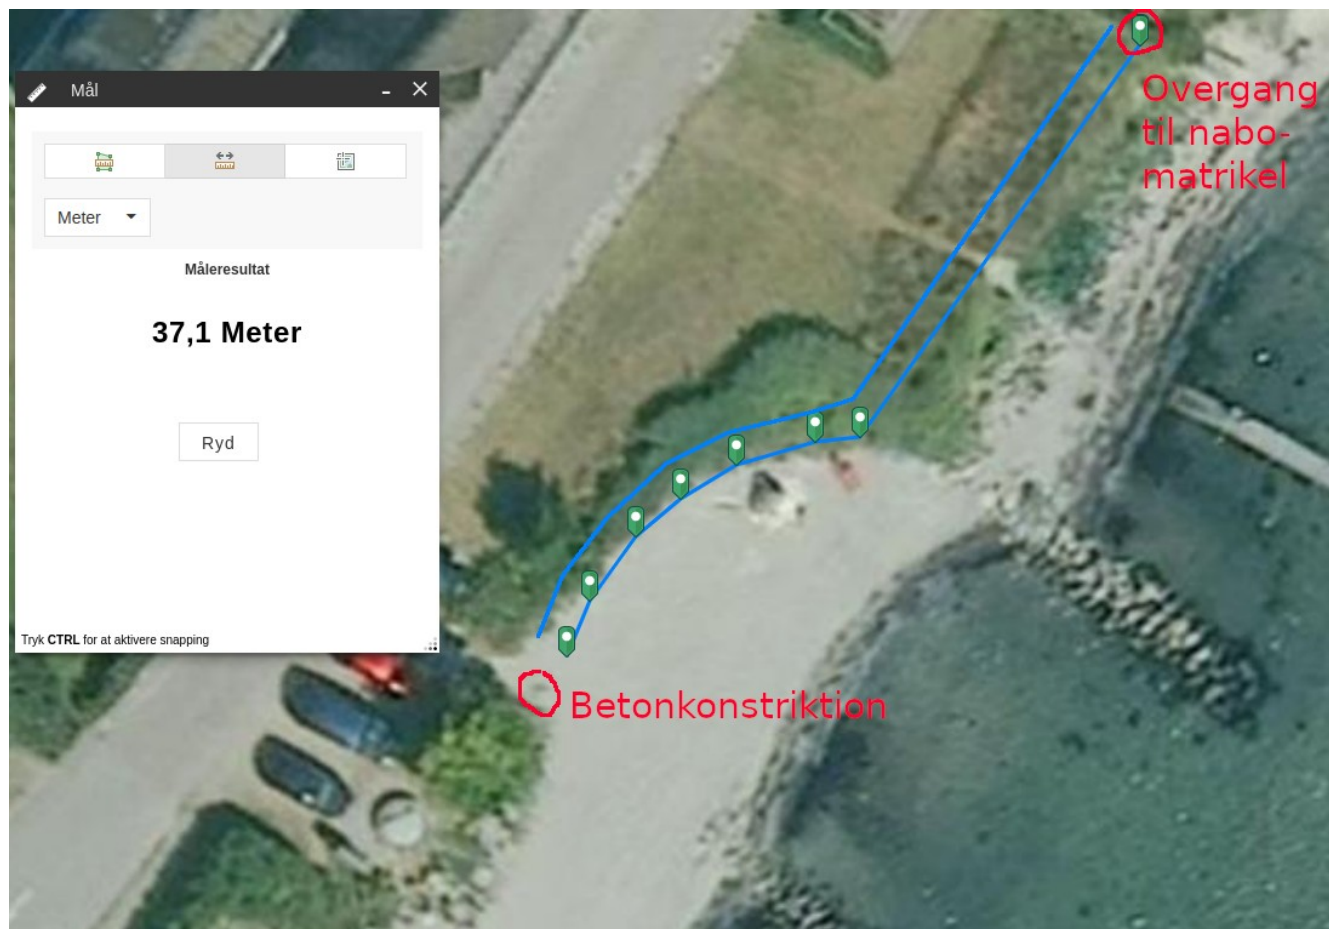 Mål
Meter
Måleresultat
37,1 Meter
Ryd
Tryk CTRL for at aktivere snapping
Overgang
til nabo-
matrikel
Betonkonstriktion